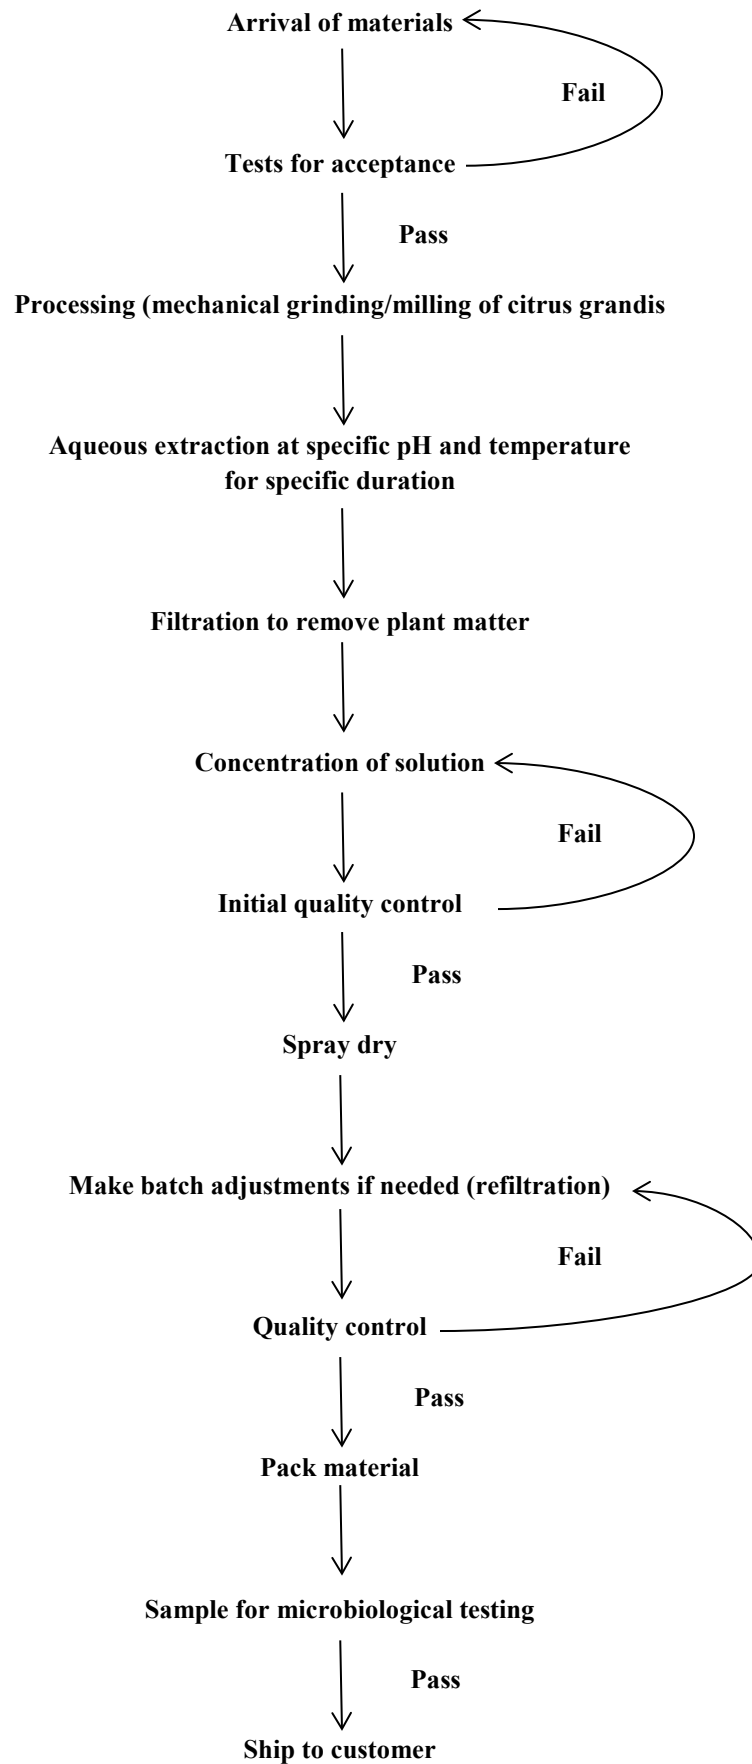 Arrival of materials
Fail
Tests for acceptance
Pass
Processing (mechanical grinding/milling of citrus grandis
Aqueous extraction at specific pH and temperature
for specific duration
Filtration to remove plant matter
Concentration of solution
Fail
Initial quality control
Pass
Spray dry
Make batch adjustments if needed (refiltration)
Fail
Quality control
Pass
Pack material
Sample for microbiological testing
Pass
Ship to customer